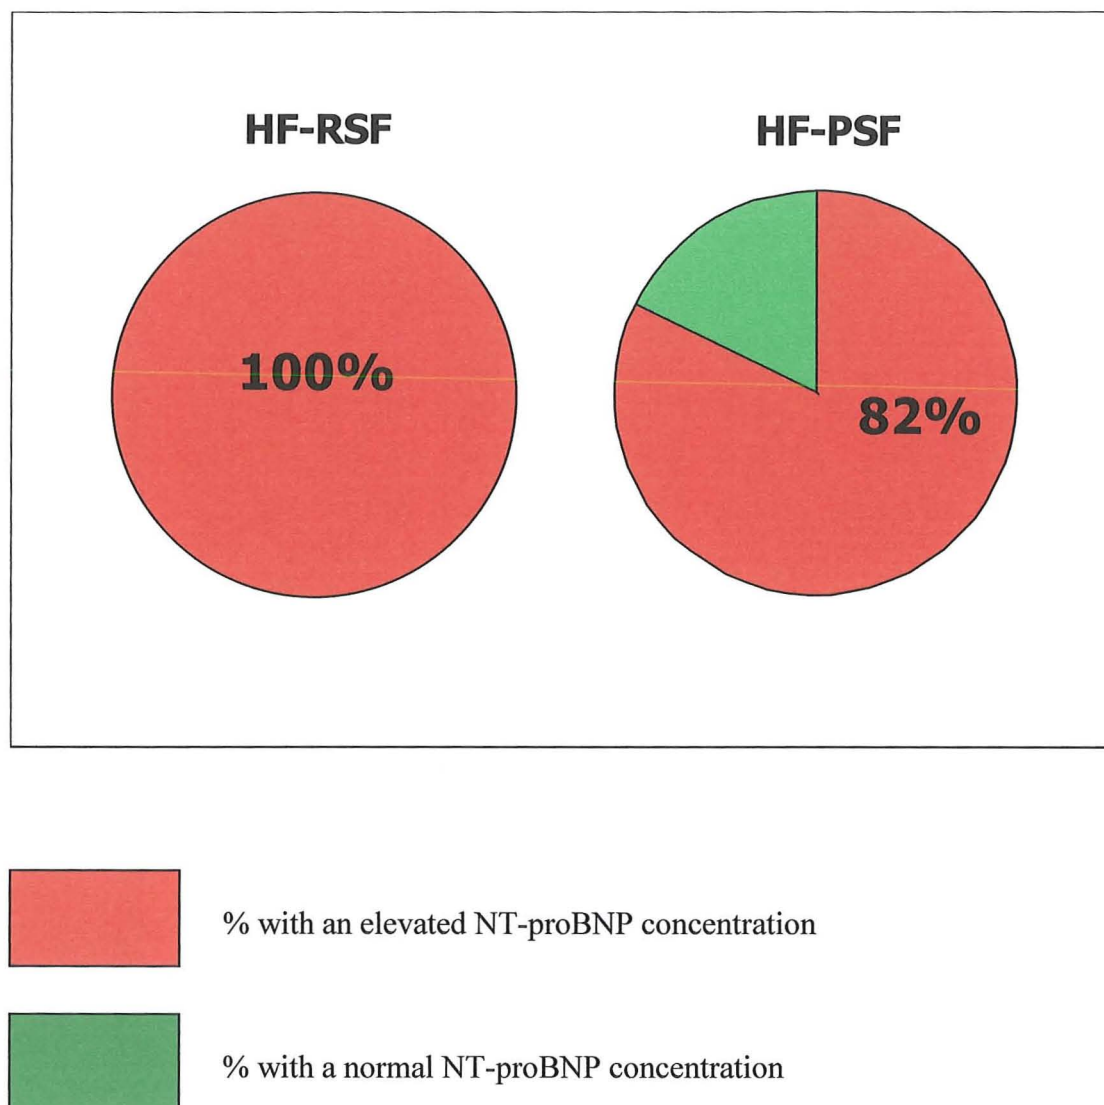 HF-RSF
HF-PSF
100%
82%
% with an elevated NT-proBNP concentration
% with a normal NT-proBNP concentration